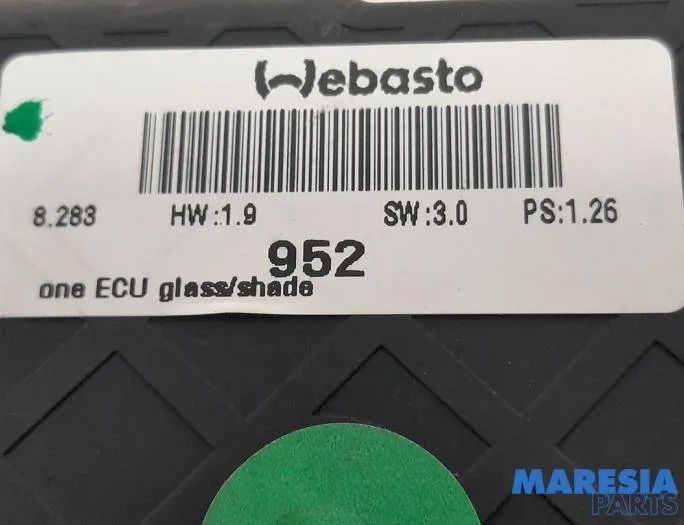 Webasto
8.283 HW:1.9 SW:3.0 PS:1.26
952
one ECU glass/shade
MARESIA
PARTS